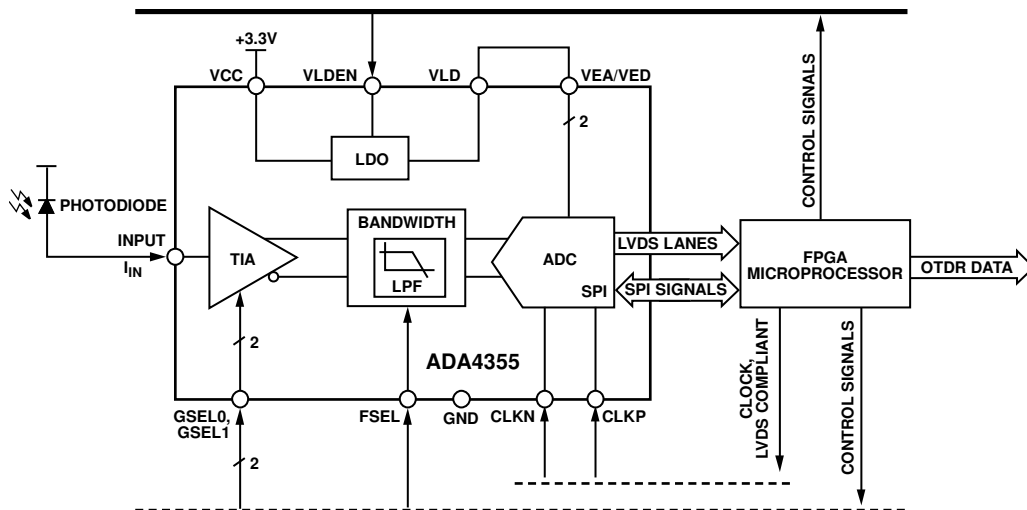 +3.3V
VCC
VLDEN
VLD
VEA/VED
2
LDO
CONTROL SIGNALS
PHOTODIODE
INPUT
IIN
TIA
BANDWIDTH
LPF
ADC
SPI
LVDS LANES
SPI SIGNALS
FPGA
MICROPROCESSOR
OTDR DATA
2
ADA4355
GSEL0,
GSEL1
FSEL
GND
CLKN
CLKP
2
CLOCK,
LVDS COMPLIANT
CONTROL SIGNALS